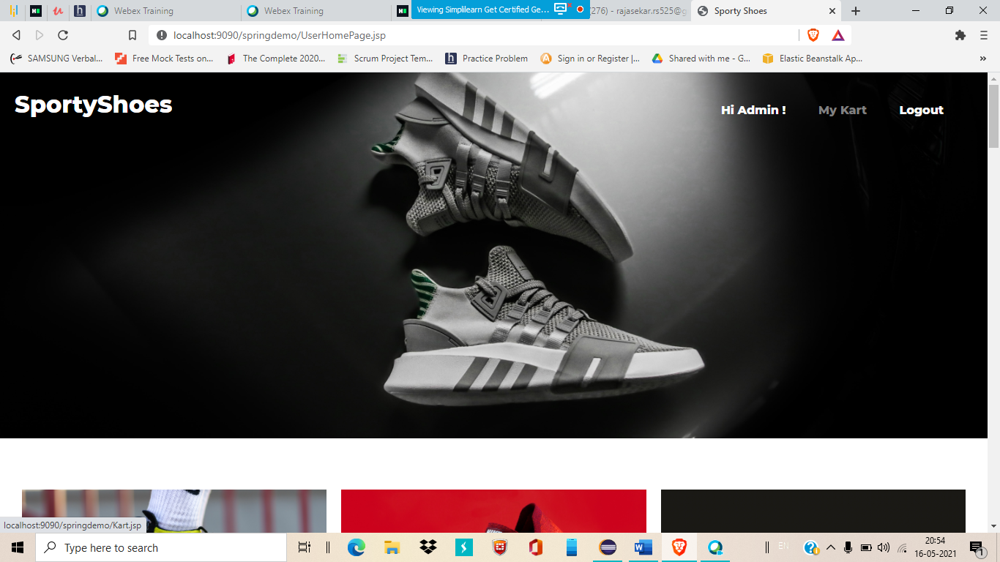 Webex Training
Webex Training
Viewing Simplilearn Get Certified Ge...
(276) - rajasekar.rs525@g
Sporty Shoes
localhost:9090/springdemo/UserHomePage.jsp
SAMSUNG Verbal...
Free Mock Tests on...
The Complete 2020...
Scrum Project Tem...
h
Practice Problem
Sign in or Register |...
Shared with me - G...
Elastic Beanstalk Ap...
»
SportyShoes
Hi Admin !
My Kart
Logout
localhost:9090/springdemo/Kart.jsp
Type here to search
EN
20:54
16-05-2021
1